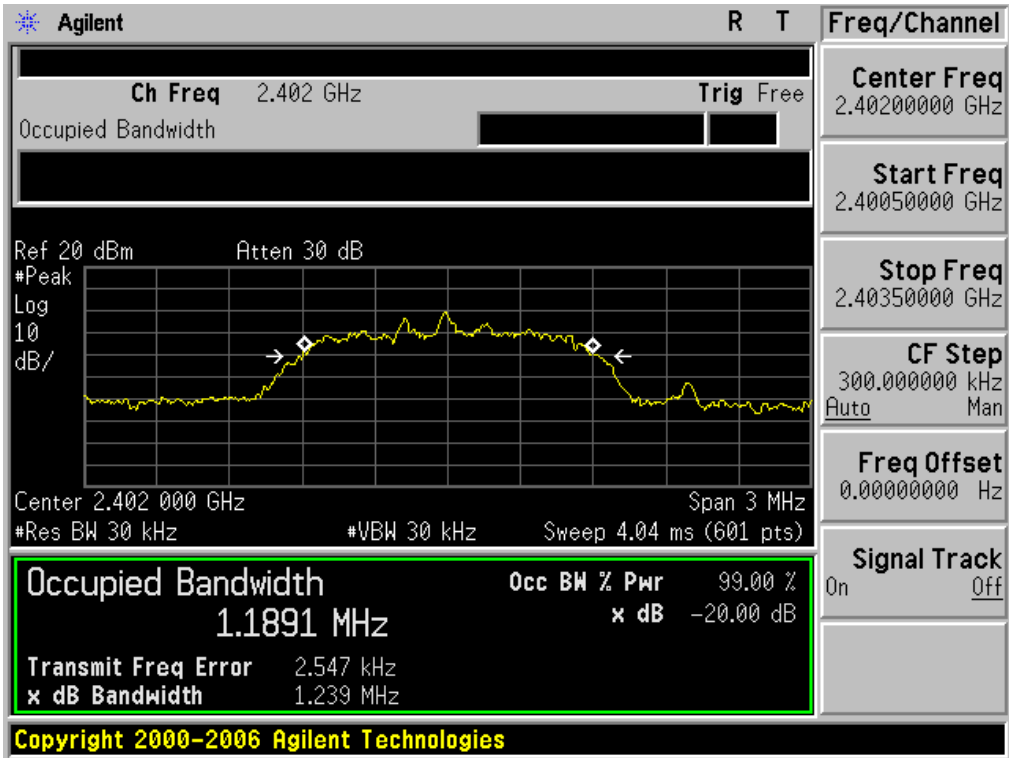 Agilent R T
Ch Freq 2.402 GHz Trig Free
Occupied Bandwidth
Ref 20 dBm Atten 30 dB
#Peak
Log
10
dB/
Center 2.402 000 GHz Span 3 MHz
#Res BW 30 kHz #VBW 30 kHz Sweep 4.04 ms (601 pts)
Occupied Bandwidth
1.1891 MHz
Occ BW % Pwr 99.00 %
x dB -20.00 dB
Transmit Freq Error 2.547 kHz
x dB Bandwidth 1.239 MHz
Copyright 2000-2006 Agilent Technologies
Freq/Channel
Center Freq
2.40200000 GHz
Start Freq
2.40050000 GHz
Stop Freq
2.40350000 GHz
CF Step
300.000000 kHz
Auto Man
Freq Offset
0.00000000 Hz
Signal Track
On Off